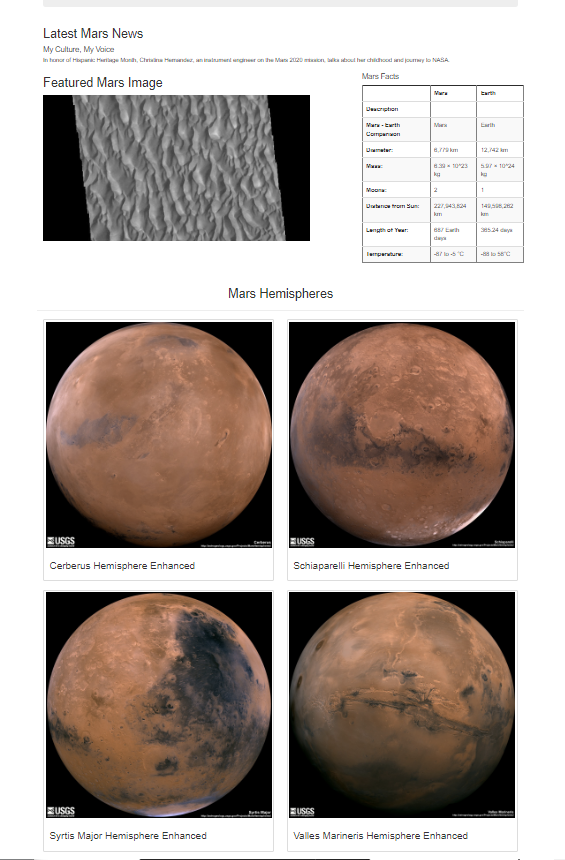 Latest Mars News
My Culture, My Voice
In honor of Hispanic Heritage Month, Christina Hernandez, an instrument engineer on the Mars 2020 mission, talks about her childhood and journey to NASA.
Featured Mars Image
Mars Facts
Mars Earth
Description
Mars - Earth Comparison Mars Earth
Diameter: 6,779 km 12,742 km
Mass: 6.39 × 10^23 kg 5.97 × 10^24 kg
Moons: 2 1
Distance from Sun: 227,943,824 km 149,598,262 km
Length of Year: 687 Earth days 365.24 days
Temperature: -87 to -5 °C -88 to 58°C
Mars Hemispheres
USGS Cerberus
USGS Schiaparelli
Cerberus Hemisphere Enhanced
Schiaparelli Hemisphere Enhanced
USGS Syrtis Major
USGS Valles Marineris
Syrtis Major Hemisphere Enhanced
Valles Marineris Hemisphere Enhanced